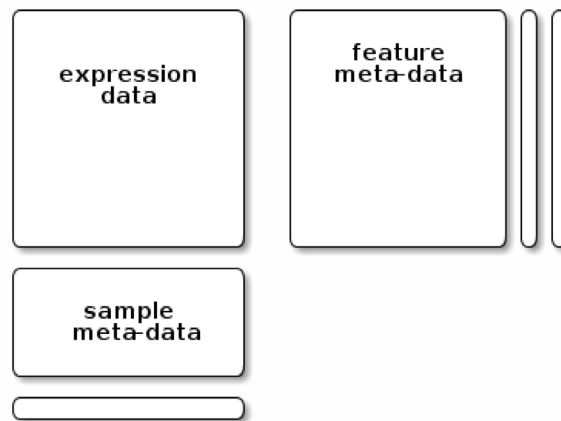 expression
data
feature
meta-data
sample
meta-data